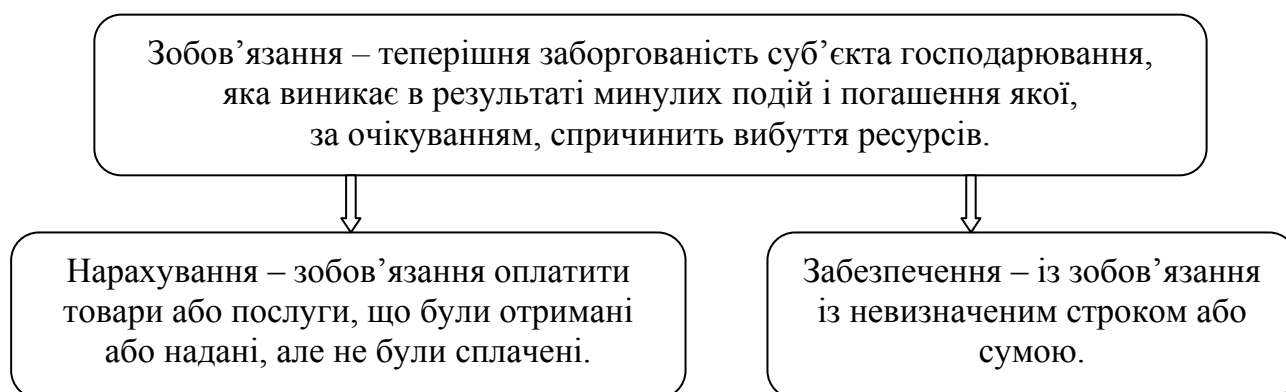 Зобов’язання – теперішня заборгованість суб’єкта господарювання,
яка виникає в результаті минулих подій і погашення якої,
за очікуванням, спричинить вибуття ресурсів.
Нарахування – зобов’язання оплатити
товари або послуги, що були отримані
або надані, але не були сплачені.
Забезпечення – із зобов’язання
із невизначеним строком або
сумою.